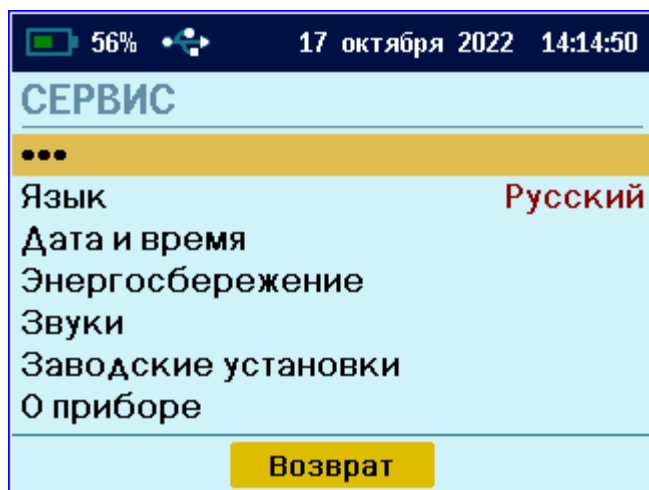 56% 17 октября 2022 14:14:50
СЕРВИС
•••
Язык Русский
Дата и время
Энергосбережение
Звуки
Заводские установки
О приборе
Возврат